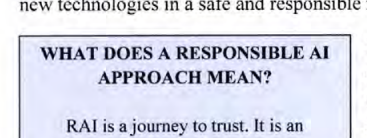 new technologies in a safe and responsible
WHAT DOES A RESPONSIBLE AI
APPROACH MEAN?
RAI is a journey to trust. It is an